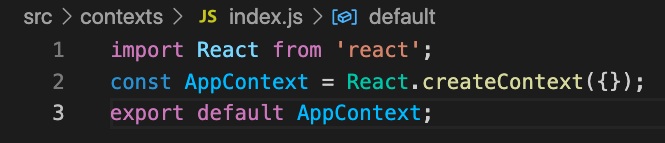 src > contexts > JS index.js > default
1 import React from 'react';
2 const AppContext = React.createContext({});
3 export default AppContext;